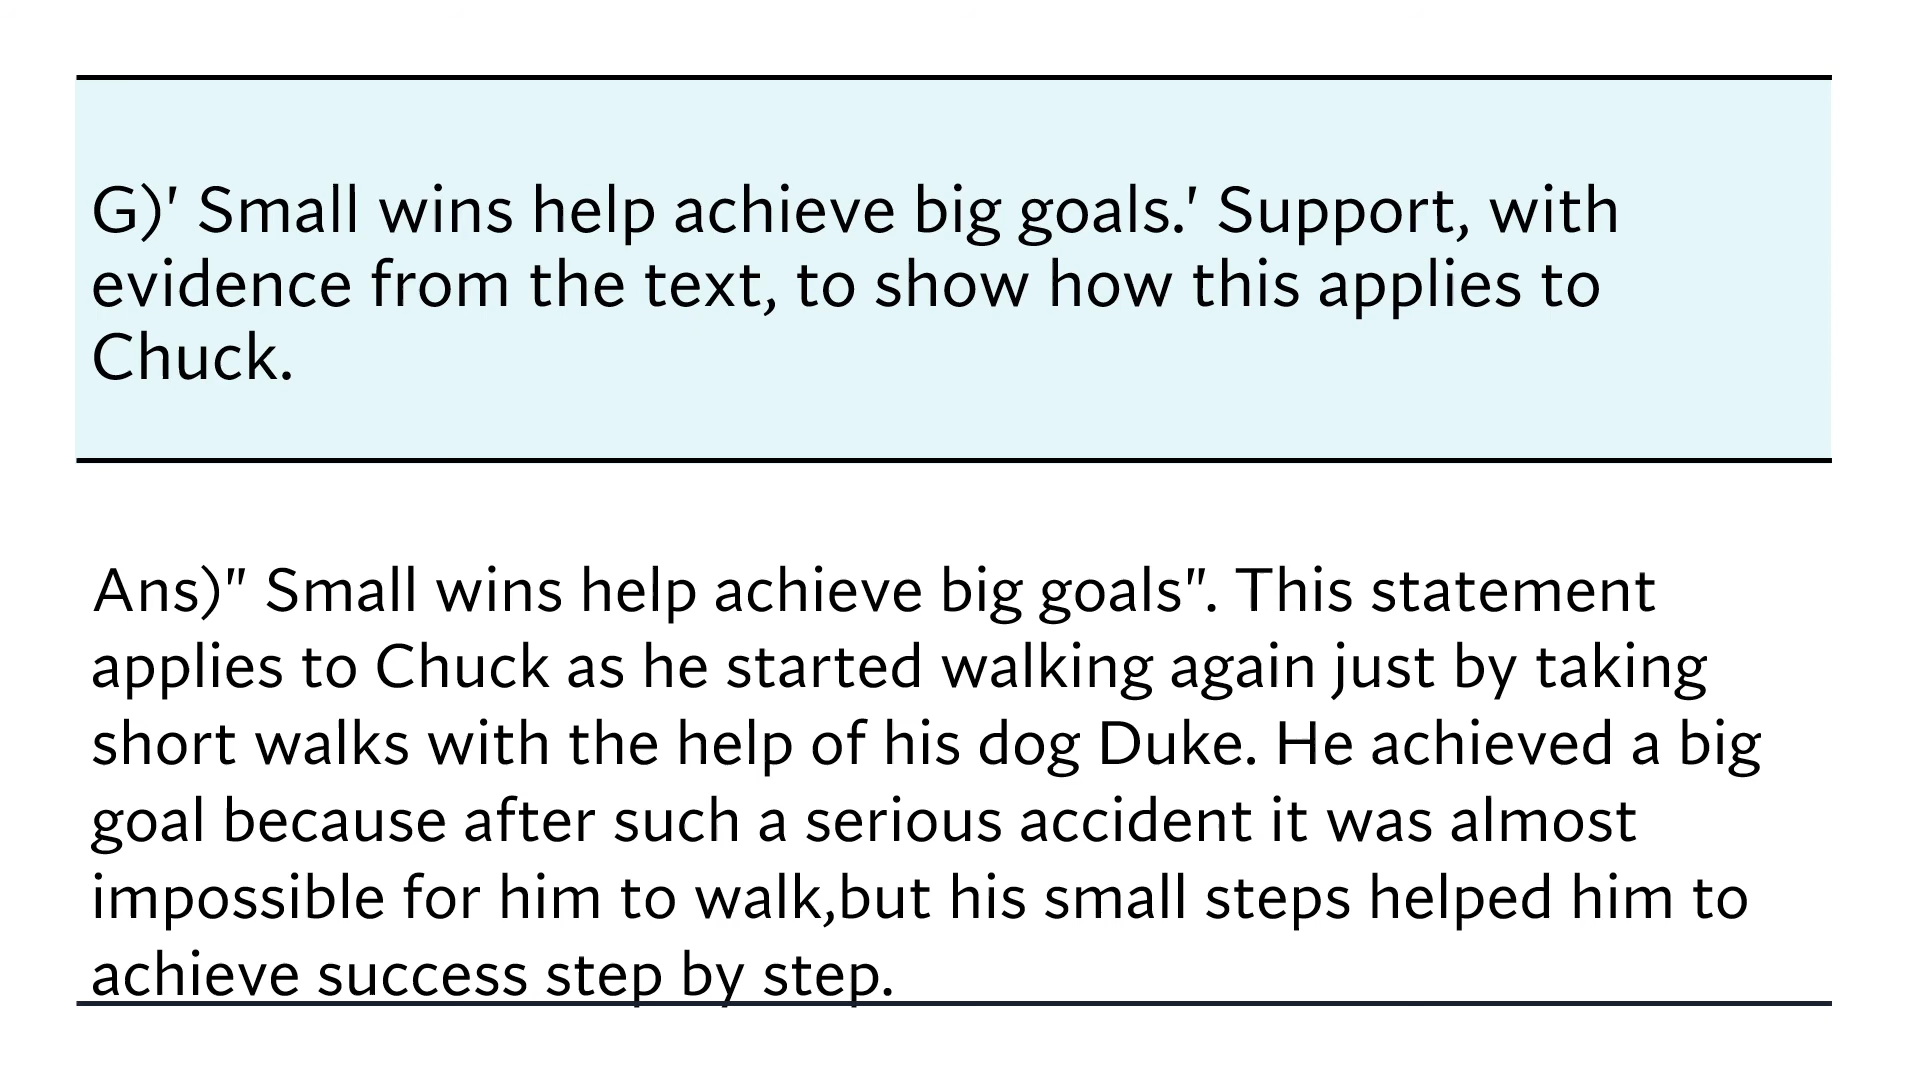 G)' Small wins help achieve big goals.' Support, with
evidence from the text, to show how this applies to
Chuck.
Ans)" Small wins help achieve big goals". This statement
applies to Chuck as he started walking again just by taking
short walks with the help of his dog Duke. He achieved a big
goal because after such a serious accident it was almost
impossible for him to walk,but his small steps helped him to
achieve success step by step.